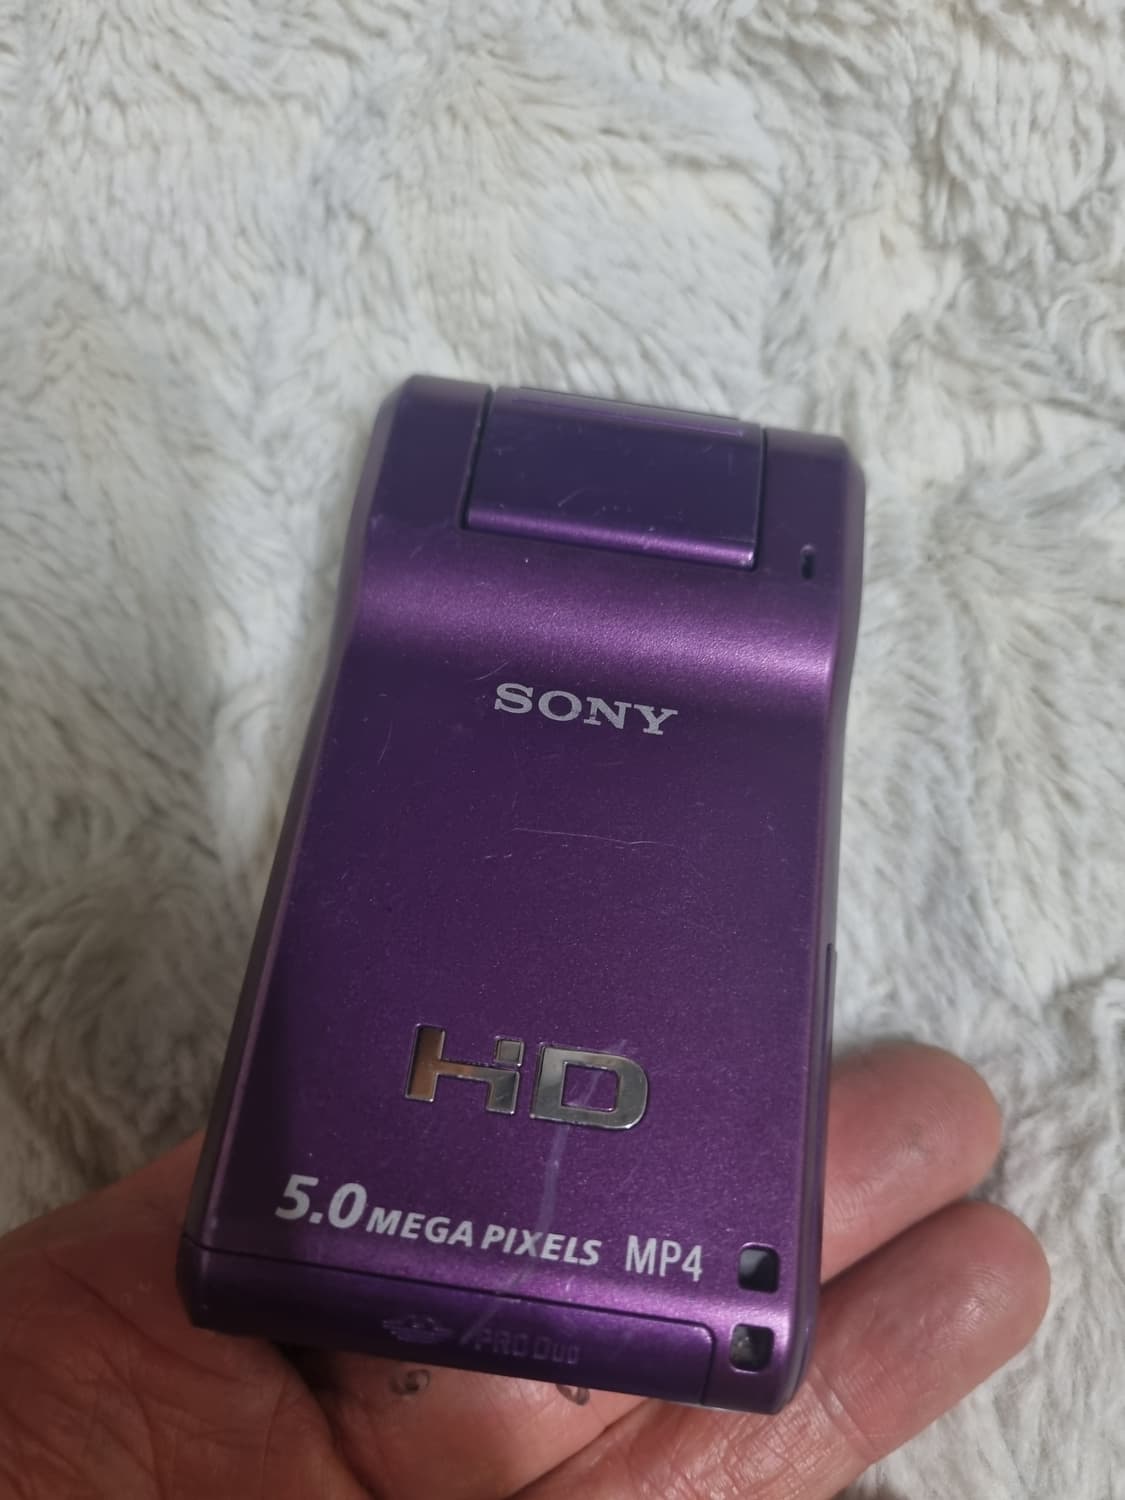 SONY
HD
5.0 MEGA PIXELS MP4
PRO DUO